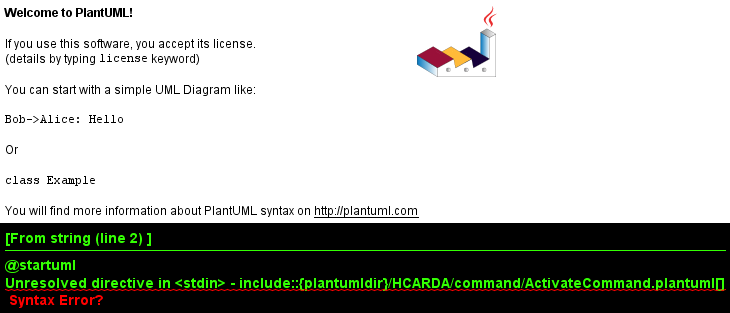 Welcome to PlantUML!
If you use this software, you accept its license.
(details by typing license keyword)
You can start with a simple UML Diagram like:
Bob->Alice: Hello
Or
class Example
You will find more information about PlantUML syntax on http://plantuml.com
[From string (line 2) ]
@startuml
Unresolved directive in <stdin> - include::{plantumldir}/HCARDA/command/ActivateCommand.plantuml[]
Syntax Error?